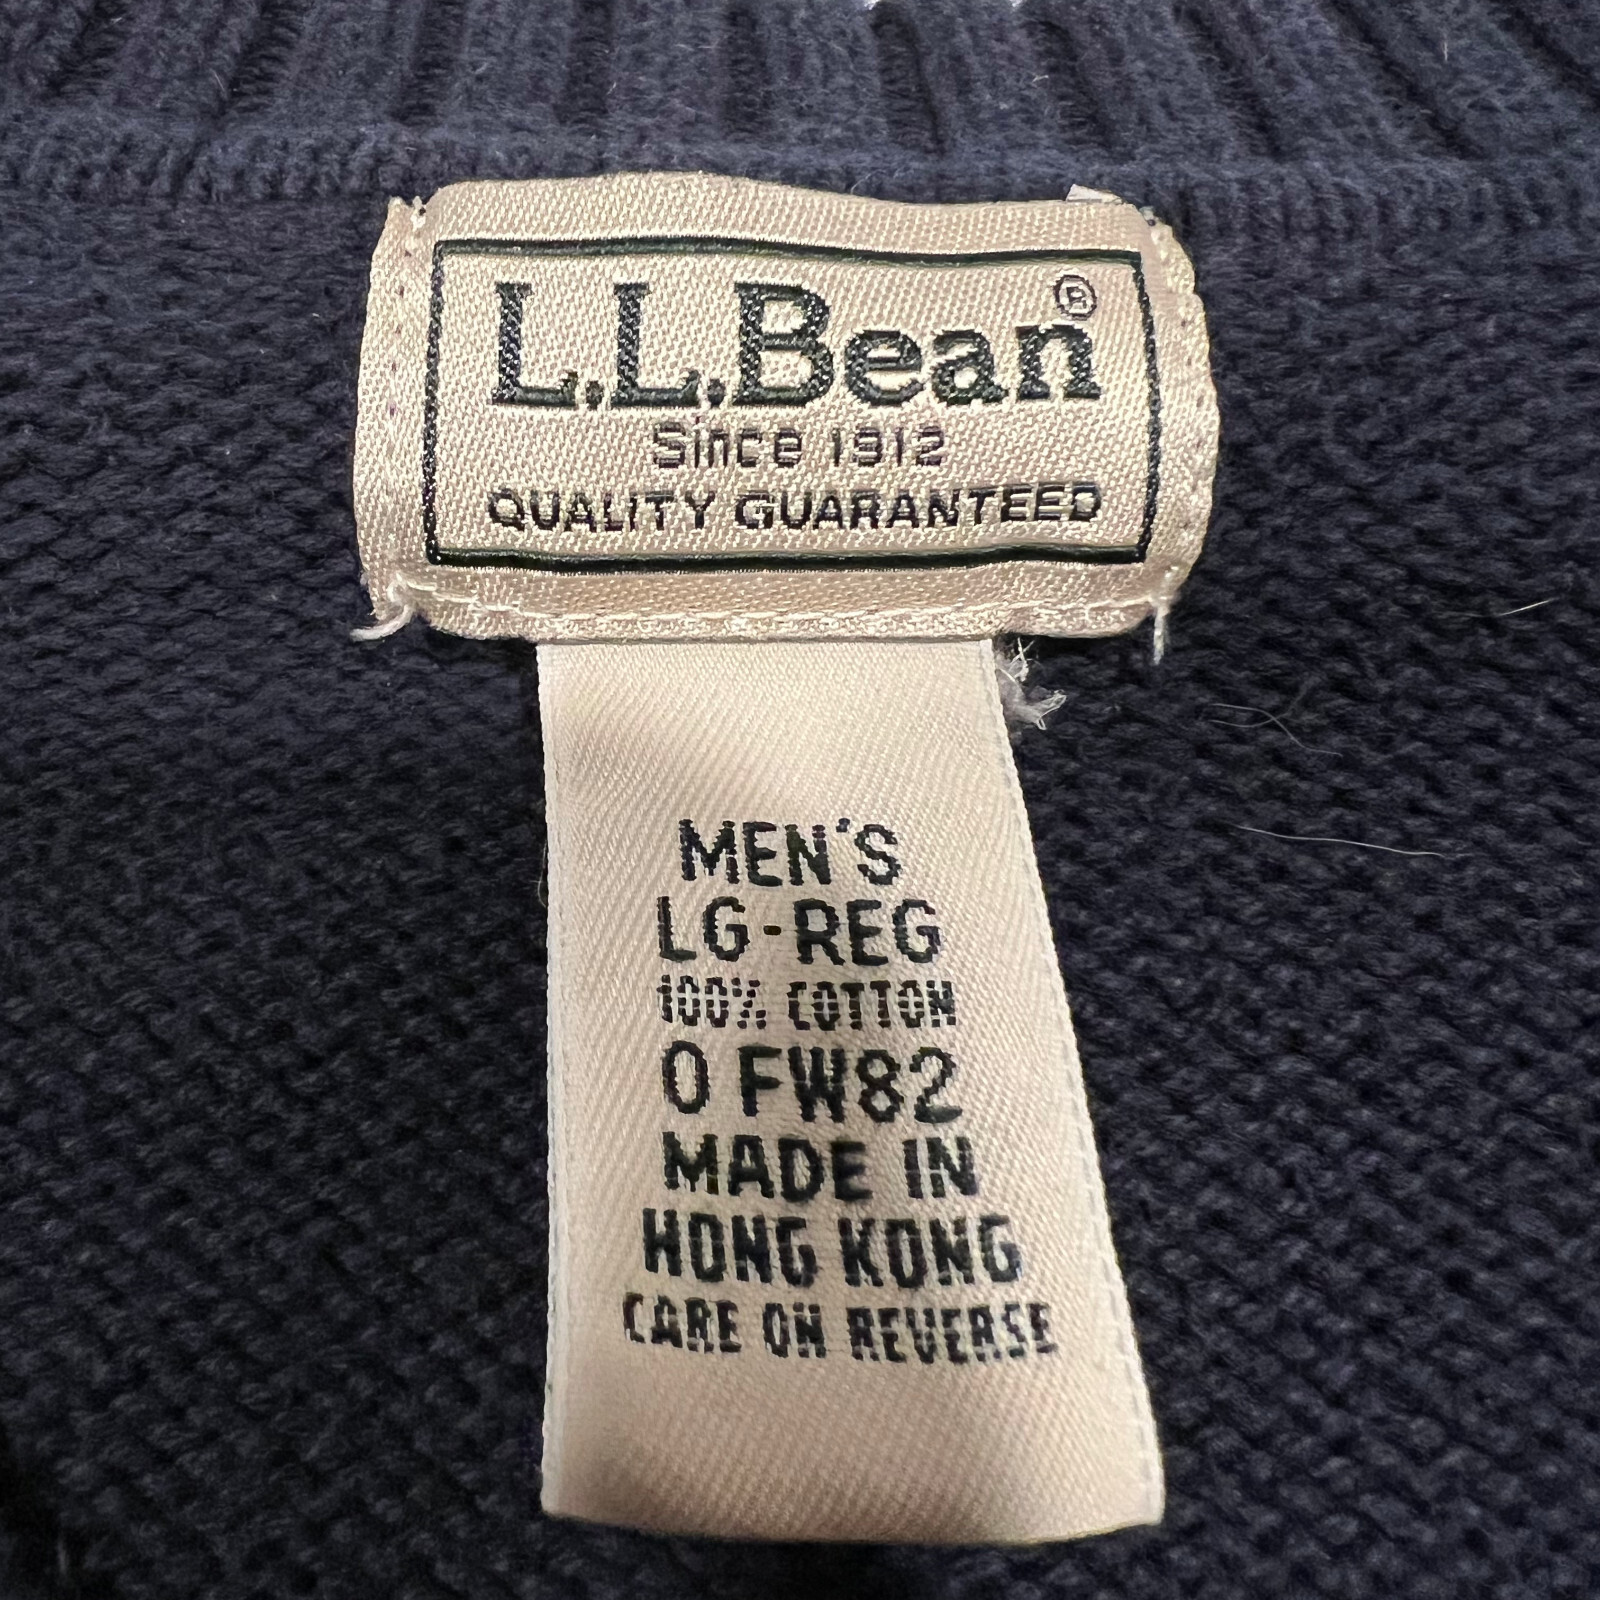 L.L.Bean®
Since 1912
QUALITY GUARANTEED
MEN'S
LG-REG
100% COTTON
0 FW82
MADE IN
HONG KONG
CARE ON REVERSE